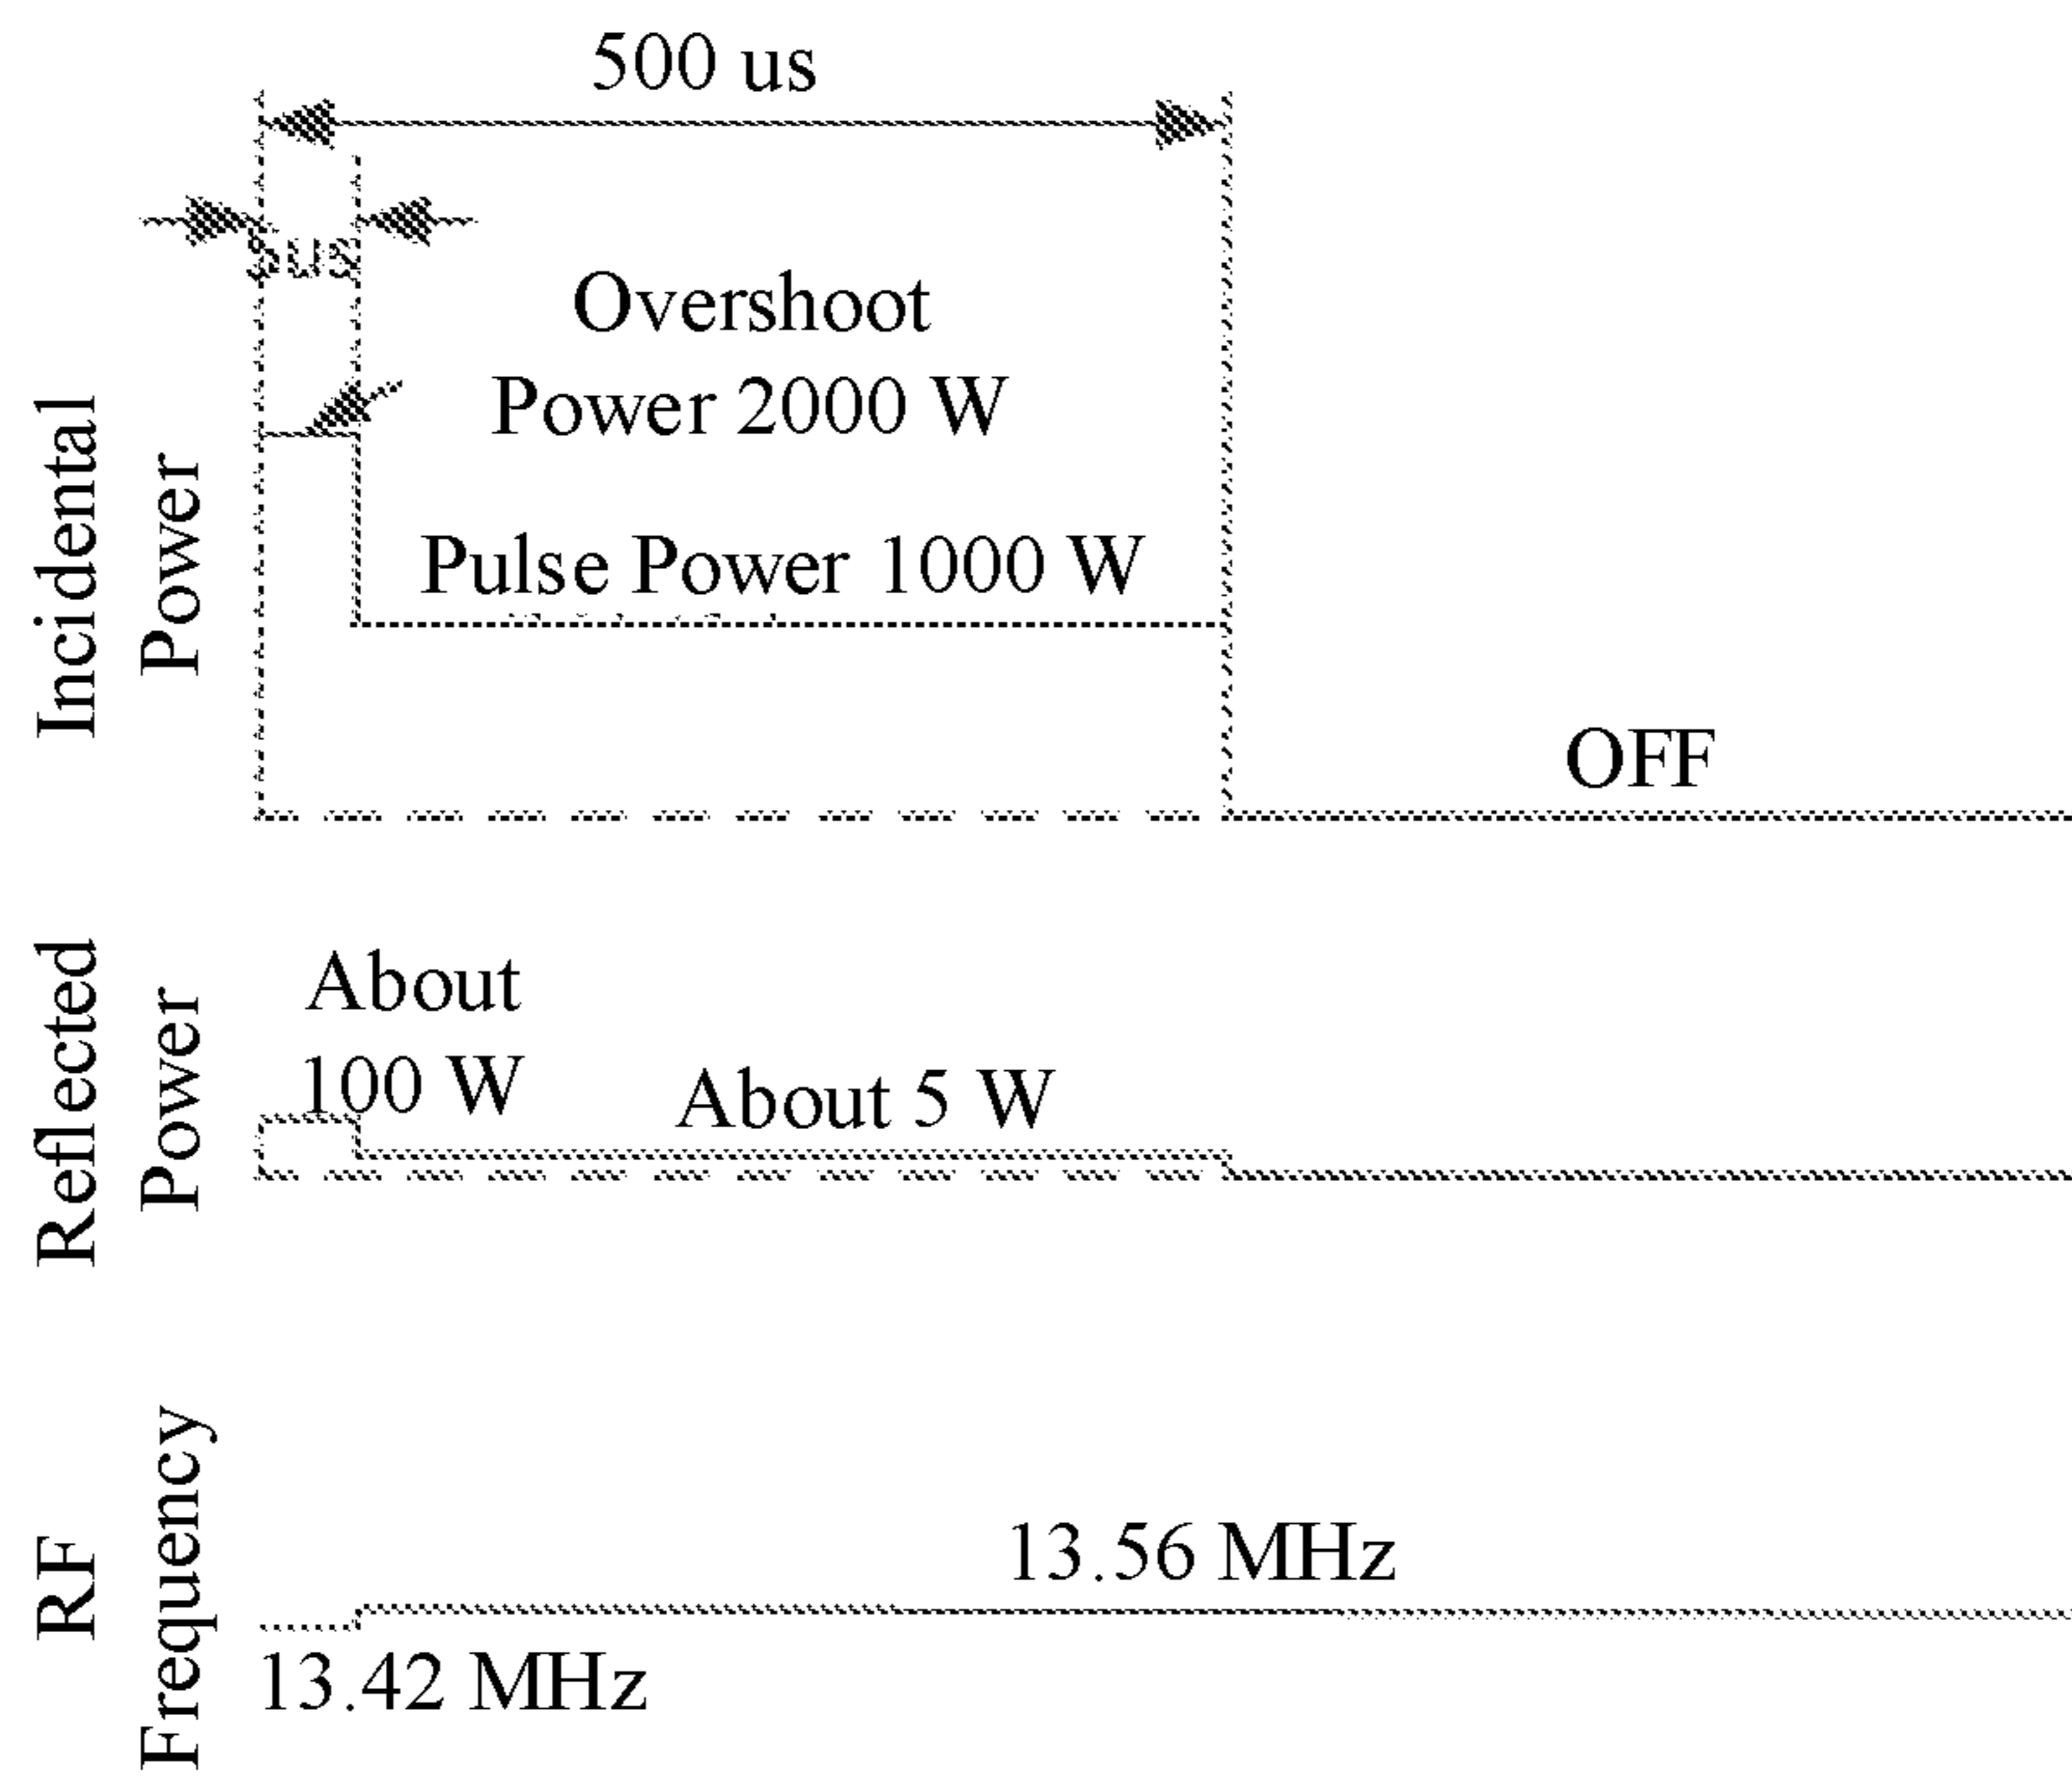 500 us
us
Overshoot
Power 2000 W
Pulse Power 1000 W
OFF
Incidental
Power
About
100 W
About 5 W
Reflected
Power
13.56 MHz
13.42 MHz
RF
Frequency